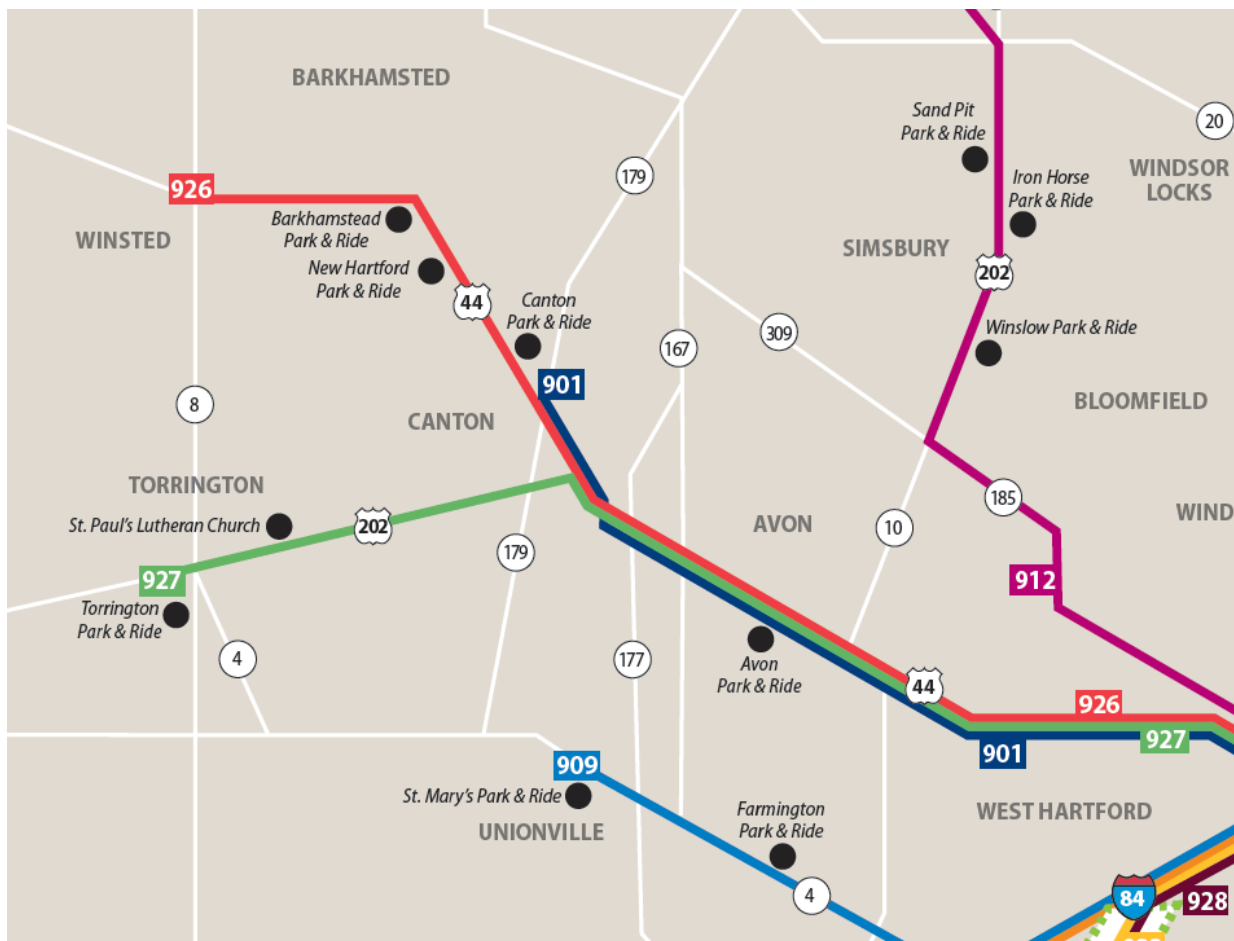 BARKHAMSTED
Sand Pit
Park & Ride
20
WINDSOR
LOCKS
179
Iron Horse
Park & Ride
926
Barkhamstead
Park & Ride
WINSTED
SIMSBURY
New Hartford
Park & Ride
202
44
Canton
Park & Ride
309
Winslow Park & Ride
167
901
8
CANTON
BLOOMFIELD
TORRINGTON
185
St. Paul's Lutheran Church
202
AVON
10
WIND
179
927
912
Torrington
Park & Ride
4
177
Avon
Park & Ride
44
926
927
901
909
St. Mary's Park & Ride
UNIONVILLE
Farmington
Park & Ride
WEST HARTFORD
4
84
928